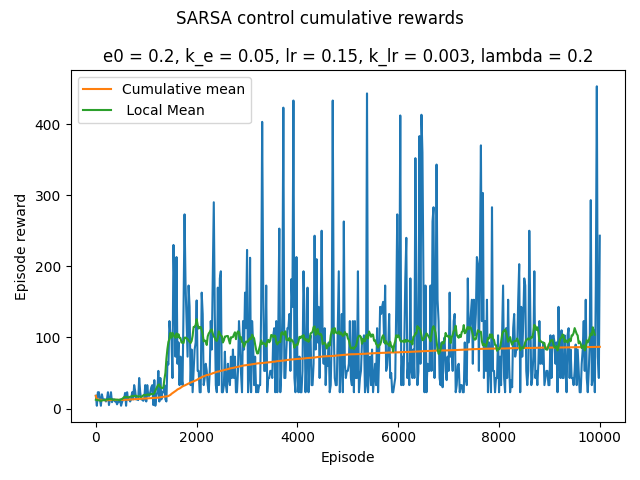 SARSA control cumulative rewards
e0 = 0.2, k_e = 0.05, lr = 0.15, k_lr = 0.003, lambda = 0.2
Cumulative mean
Local Mean
400
300
200
100
0
Episode reward
0
2000
4000
6000
8000
10000
Episode